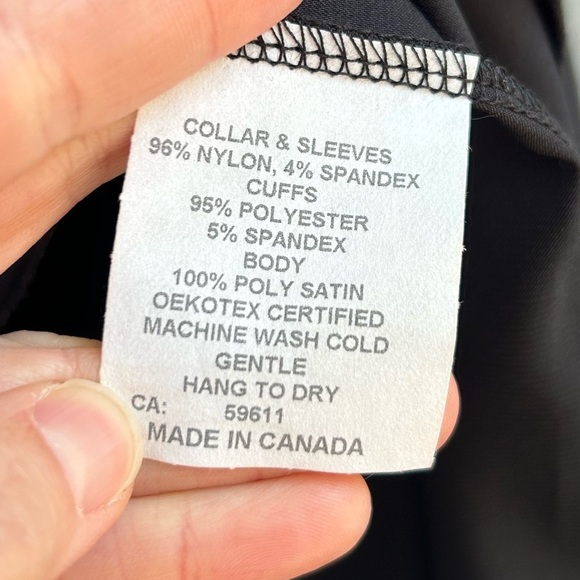 COLLAR & SLEEVES
96% NYLON, 4% SPANDEX
CUFFS
95% POLYESTER
5% SPANDEX
BODY
100% POLY SATIN
OEKOTEX CERTIFIED
MACHINE WASH COLD
GENTLE
HANG TO DRY
CA: 59611
MADE IN CANADA